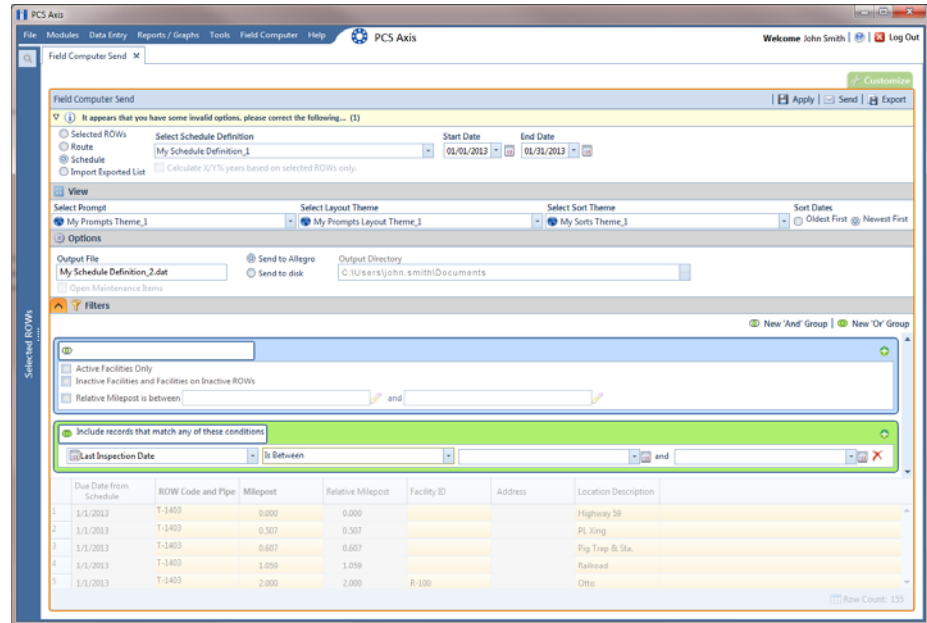 PCS Axis
File Modules Data Entry Reports / Graphs Tools Field Computer Help PCS Axis Welcome John Smith Log Out
Field Computer Send
Customize
Field Computer Send Apply Send Export
It appears that you have some invalid options, please correct the following... (1)
Selected ROWs
Route
Schedule
Import Exported List
Select Schedule Definition
My Schedule Definition_1
Calculate X/Y% years based on selected ROWs only.
Start Date End Date
01/01/2013 01/31/2013
View
Select Prompt Select Layout Theme Select Sort Theme Sort Dates
My Prompts Theme_1 My Prompts Layout Theme_1 My Sorts Theme_1 Oldest First Newest First
Options
Output File Send to Allegro Output Directory
My Schedule Definition_2.dat Send to disk C:\Users\john.smith\Documents
Open Maintenance Items
Filters
Selected ROWs
New 'And' Group New 'Or' Group
Active Facilities Only
Inactive Facilities and Facilities on Inactive ROWs
Relative Milepost is between and
Include records that match any of these conditions
Last Inspection Date Is Between and
Due Date from Schedule ROW Code and Pipe Milepost Relative Milepost Facility ID Address Location Description
1 1/1/2013 T-1403 0.000 0.000 Highway 59
2 1/1/2013 T-1403 0.507 0.507 PL Xing
3 1/1/2013 T-1403 0.607 0.607 Pig Trap & Sta.
4 1/1/2013 T-1403 1.059 1.059 Railroad
5 1/1/2013 T-1403 2.000 2.000 R-100 Otto
Row Count: 155